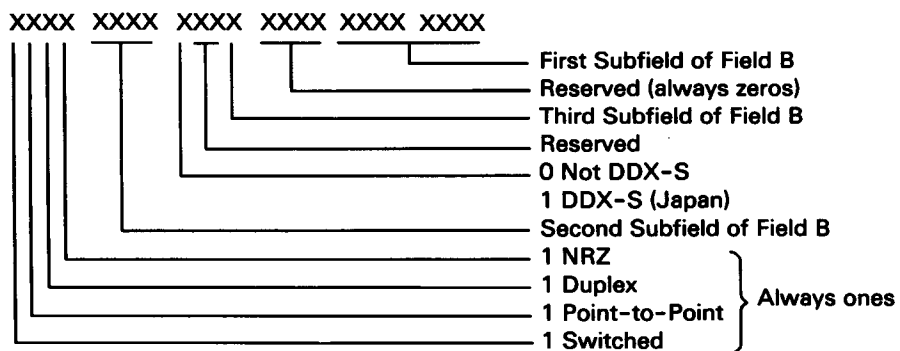 XXXX XXXX XXXX XXXX XXXX XXXX
First Subfield of Field B
Reserved (always zeros)
Third Subfield of Field B
Reserved
0 Not DDX-S
1 DDX-S (Japan)
Second Subfield of Field B
1 NRZ
1 Duplex
1 Point-to-Point
1 Switched
Always ones